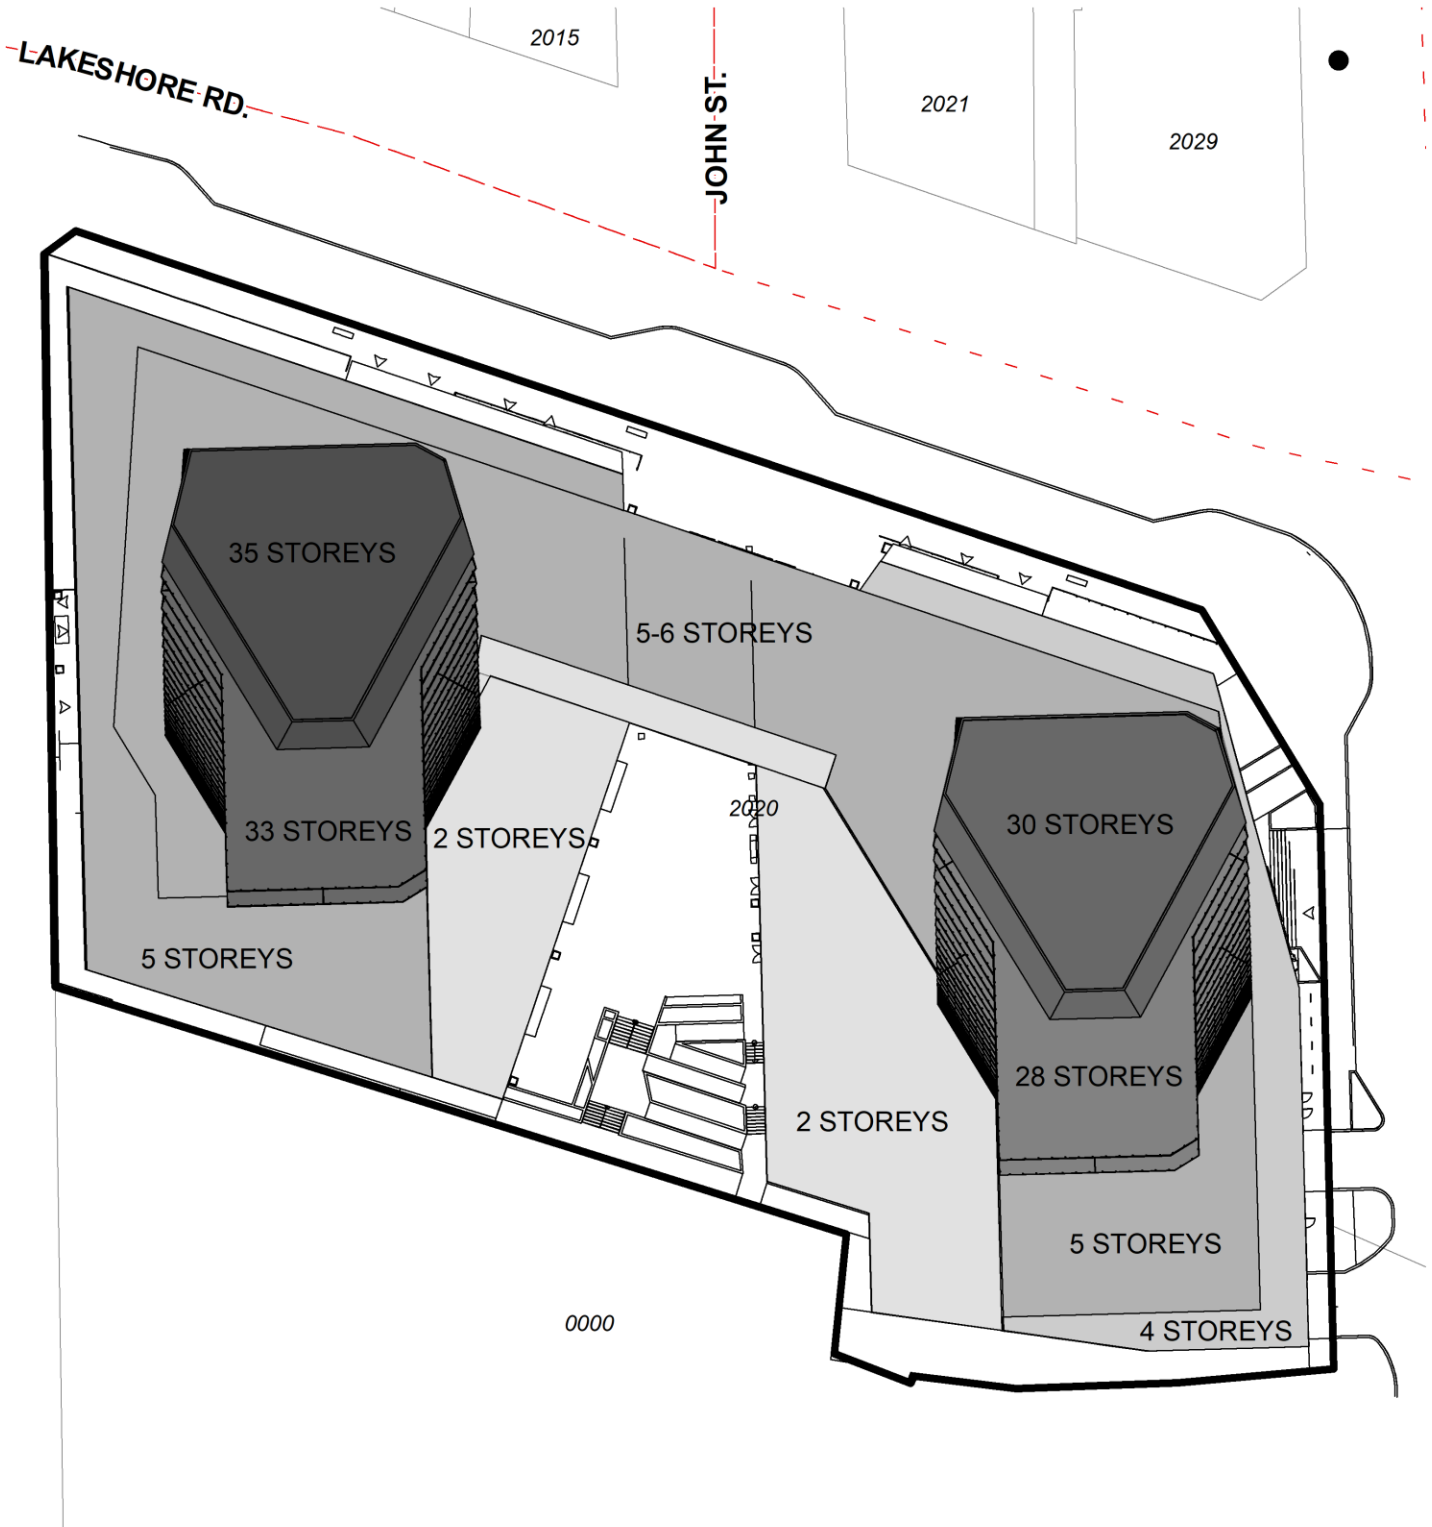 2015
LAKESHORE RD.
JOHN ST.
2021
2029
35 STOREYS
5-6 STOREYS
2020
30 STOREYS
33 STOREYS
2 STOREYS
5 STOREYS
28 STOREYS
2 STOREYS
5 STOREYS
0000
4 STOREYS